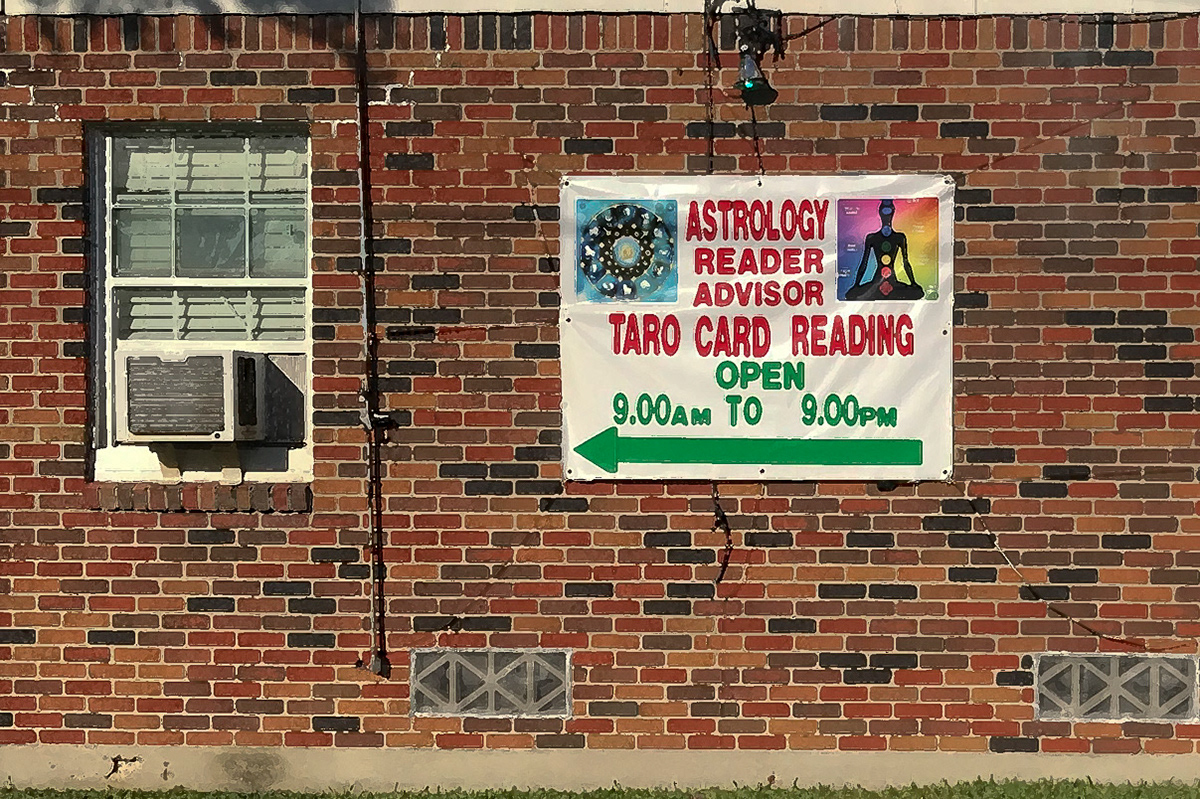 ASTROLOGY
READER
ADVISOR
TARO CARD READING
OPEN
9.00AM TO 9.00PM